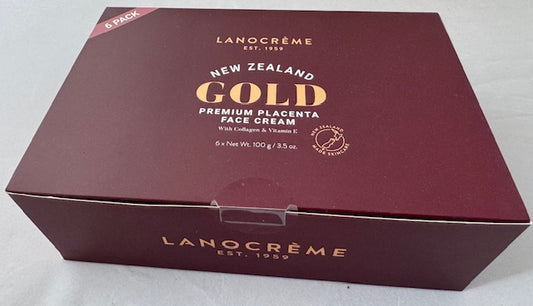 6 PACK
LANOCRÈME
EST. 1959
NEW ZEALAND
GOLD
PREMIUM PLACENTA
FACE CREAM
With Collagen & Vitamin E
6 x Net Wt. 100 g / 3.5 oz.
NEW ZEALAND
MADE SKINCARE
LANOCRÈME
EST. 1959